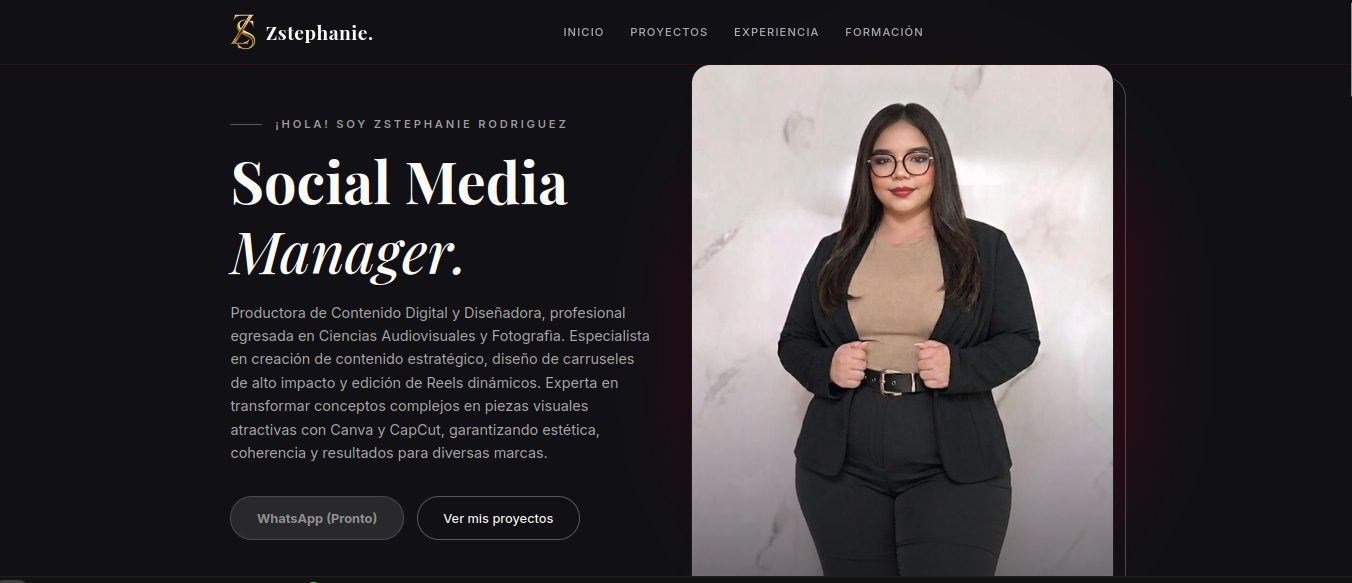 ZS Zstephanie.
INICIO PROYECTOS EXPERIENCIA FORMACIÓN
¡HOLA! SOY ZSTEPHANIE RODRIGUEZ
Social Media
Manager.
Productora de Contenido Digital y Diseñadora, profesional
egresada en Ciencias Audiovisuales y Fotografía. Especialista
en creación de contenido estratégico, diseño de carruseles
de alto impacto y edición de Reels dinámicos. Experta en
transformar conceptos complejos en piezas visuales
atractivas con Canva y CapCut, garantizando estética,
coherencia y resultados para diversas marcas.
WhatsApp (Pronto) Ver mis proyectos